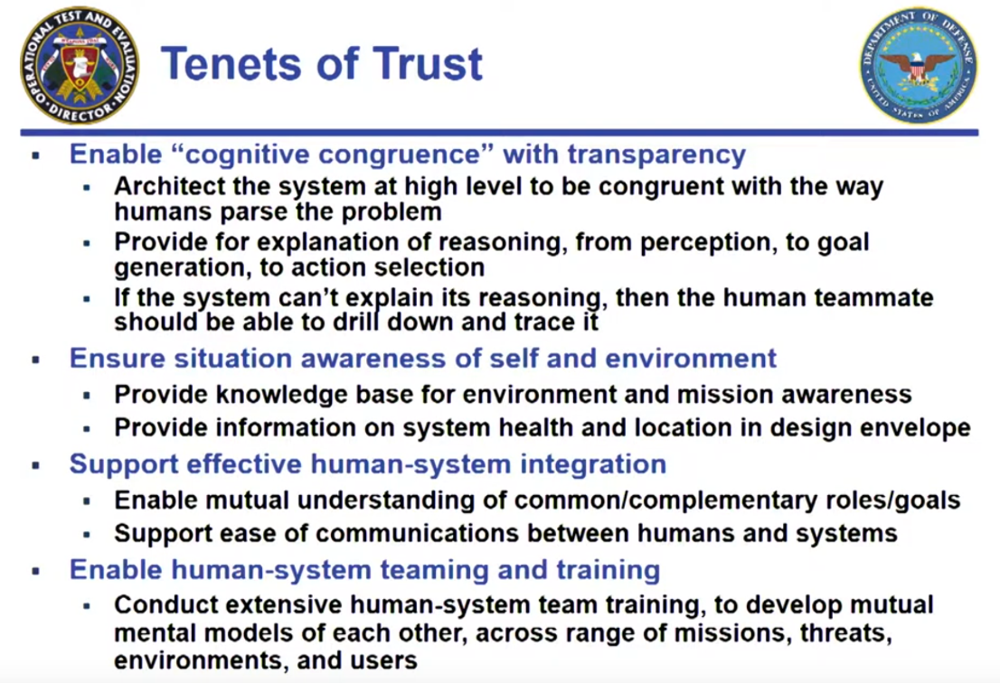 OPERATIONAL TEST AND EVALUATION
DIRECTOR
Tenets of Trust
DEPARTMENT OF DEFENSE
UNITED STATES OF AMERICA
▪ Enable “cognitive congruence” with transparency
▪ Architect the system at high level to be congruent with the way
humans parse the problem
▪ Provide for explanation of reasoning, from perception, to goal
generation, to action selection
▪ If the system can’t explain its reasoning, then the human teammate
should be able to drill down and trace it
▪ Ensure situation awareness of self and environment
▪ Provide knowledge base for environment and mission awareness
▪ Provide information on system health and location in design envelope
▪ Support effective human-system integration
▪ Enable mutual understanding of common/complementary roles/goals
▪ Support ease of communications between humans and systems
▪ Enable human-system teaming and training
▪ Conduct extensive human-system team training, to develop mutual
mental models of each other, across range of missions, threats,
environments, and users